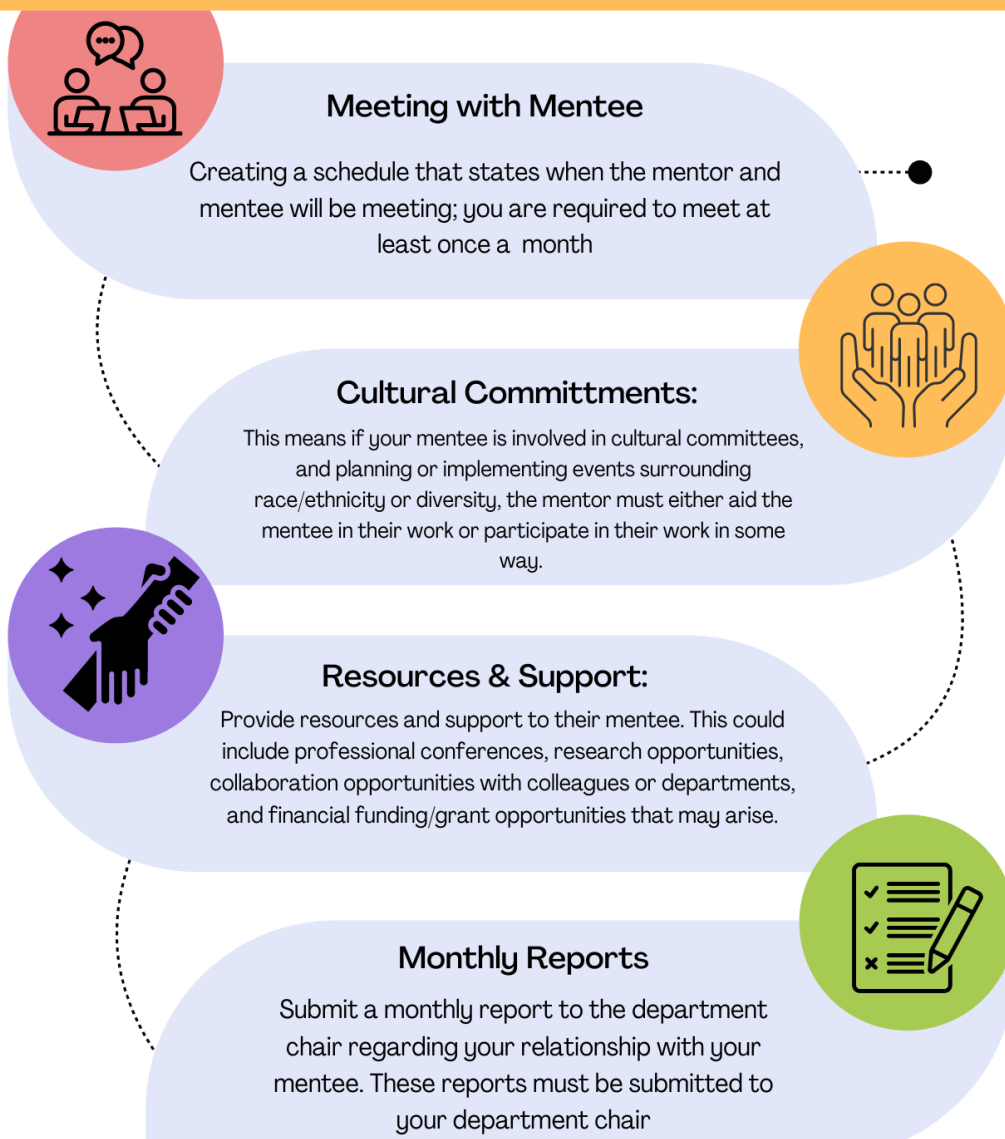 Meeting with Mentee
Creating a schedule that states when the mentor and
mentee will be meeting; you are required to meet at
least once a month
Cultural Committments:
This means if your mentee is involved in cultural committees,
and planning or implementing events surrounding
race/ethnicity or diversity, the mentor must either aid the
mentee in their work or participate in their work in some
way.
Resources & Support:
Provide resources and support to their mentee. This could
include professional conferences, research opportunities,
collaboration opportunities with colleagues or departments,
and financial funding/grant opportunities that may arise.
Monthly Reports
Submit a monthly report to the department
chair regarding your relationship with your
mentee. These reports must be submitted to
your department chair